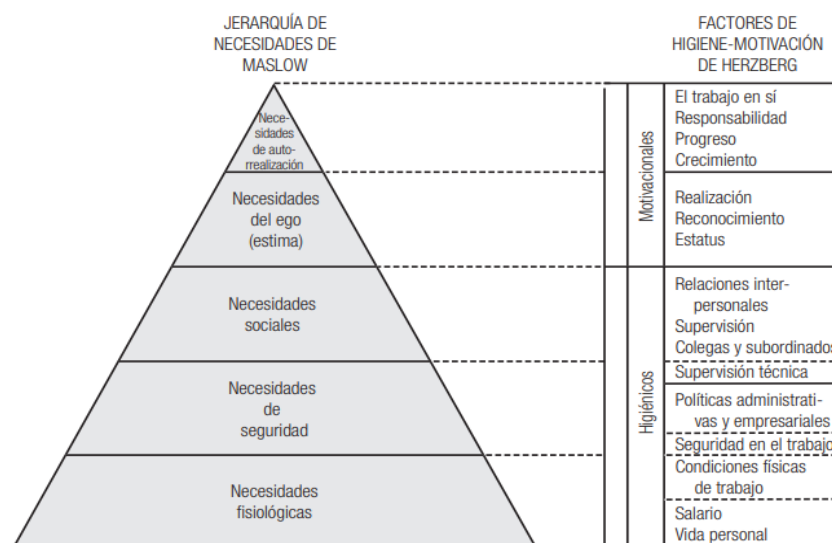 JERARQUÍA DE
NECESIDADES DE
MASLOW
Nece-
sidades
de auto-
rrealización
Necesidades
del ego
(estima)
Necesidades
sociales
Necesidades
de
seguridad
Necesidades
fisiológicas
FACTORES DE
HIGIENE-MOTIVACIÓN
DE HERZBERG
Motivacionales
El trabajo en sí
Responsabilidad
Progreso
Crecimiento
Realización
Reconocimiento
Estatus
Higiénicos
Relaciones inter-
personales
Supervisión
Colegas y subordinados
Supervisión técnica
Políticas administrati-
vas y empresariales
Seguridad en el trabajo
Condiciones físicas
de trabajo
Salario
Vida personal